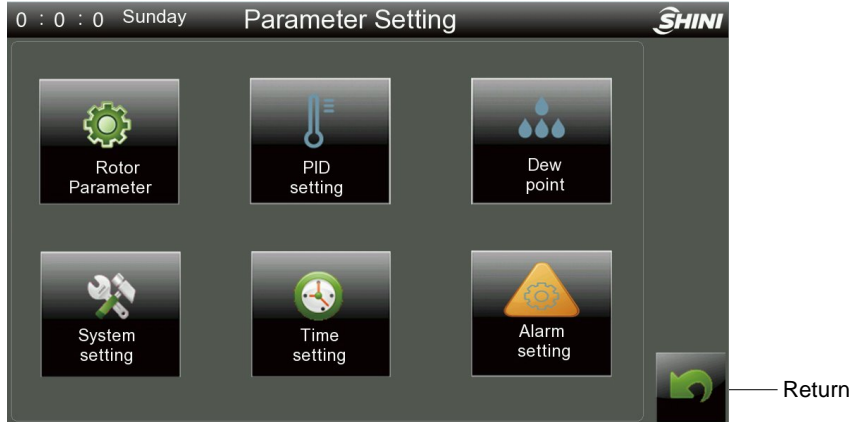 0 : 0 : 0 Sunday Parameter Setting SHINI
Rotor
Parameter
PID
setting
Dew
point
System
setting
Time
setting
Alarm
setting
Return